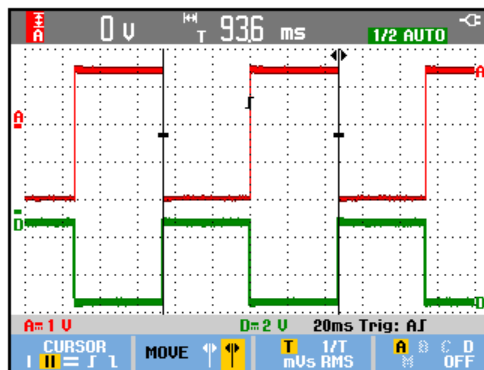 A 0 V T 93.6 ms 1/2 AUTO
A
A
D
D
A 1 V D 2 V 20ms Trig: A
CURSOR MOVE T 1/T A B C D
mVs RMS M OFF